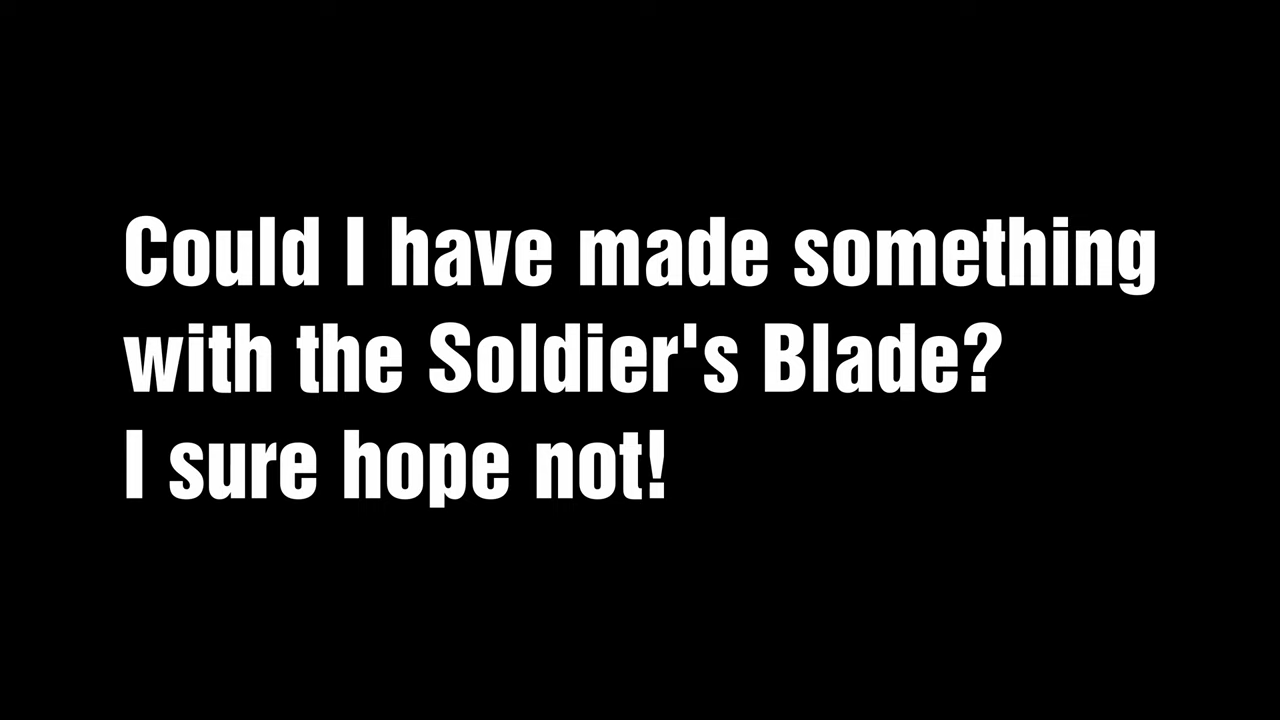 Could I have made something
with the Soldier's Blade?
I sure hope not!